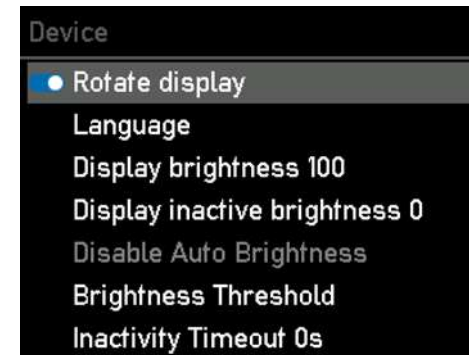 Device
Rotate display
Language
Display brightness 100
Display inactive brightness 0
Disable Auto Brightness
Brightness Threshold
Inactivity Timeout 0s